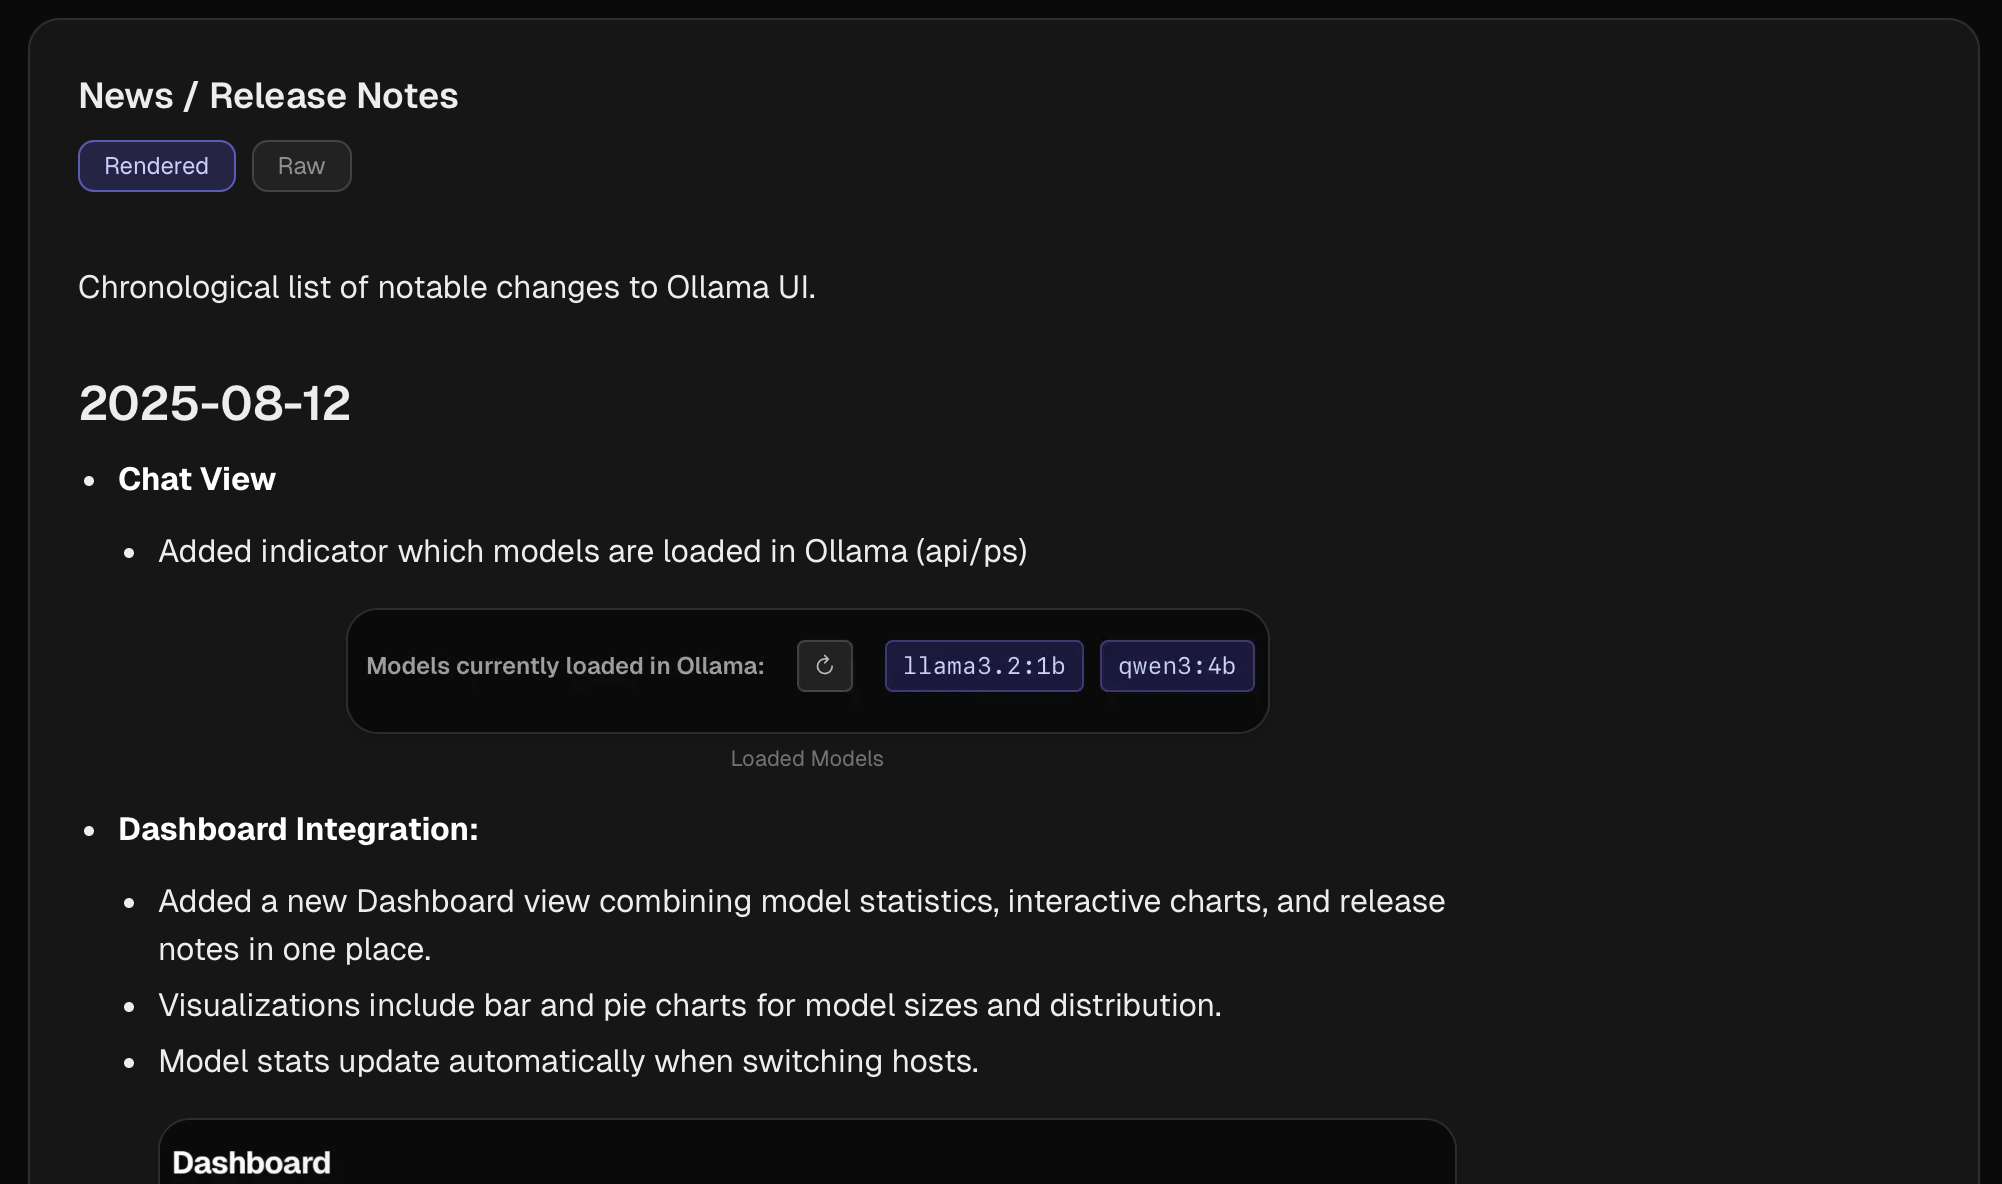 News / Release Notes
Rendered
Raw
Chronological list of notable changes to Ollama UI.
2025-08-12
• Chat View
• Added indicator which models are loaded in Ollama (api/ps)
Models currently loaded in Ollama: ↻ llama3.2:1b qwen3:4b
Loaded Models
• Dashboard Integration:
• Added a new Dashboard view combining model statistics, interactive charts, and release
notes in one place.
• Visualizations include bar and pie charts for model sizes and distribution.
• Model stats update automatically when switching hosts.
Dashboard